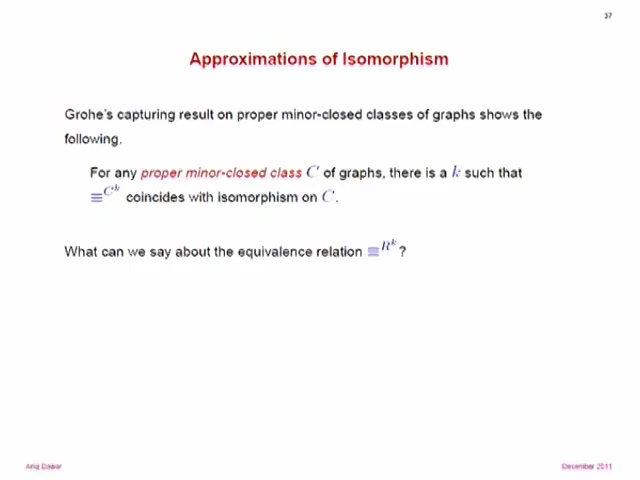 37
Approximations of Isomorphism
Grohe's capturing result on proper minor-closed classes of graphs shows the
following.
For any proper minor-closed class C of graphs, there is a k such that
≡^{C^k} coincides with isomorphism on C.
What can we say about the equivalence relation ≡^{R^k}?
Anuj Dawar
December 2011